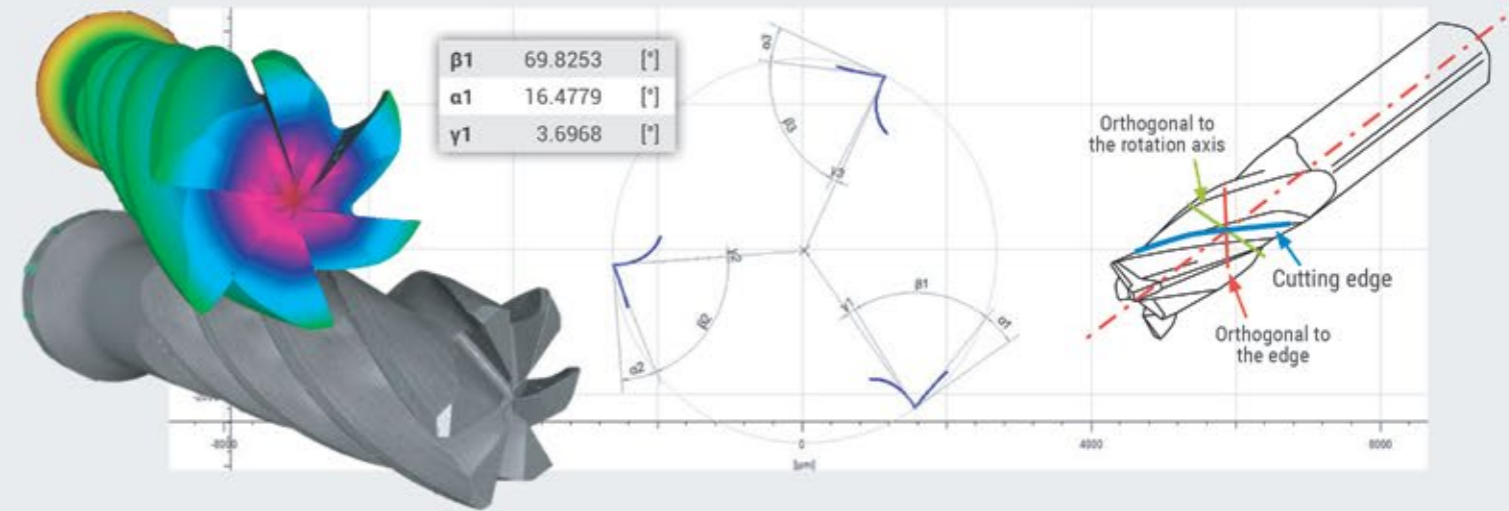 β1 69.8253 [°]
α1 16.4779 [°]
γ1 3.6968 [°]
α3
β3
γ3
γ2
β2
α2
γ1
β1
α1
Orthogonal to
the rotation axis
Cutting edge
Orthogonal to
the edge
-8000
0
4000
8000
[µm]